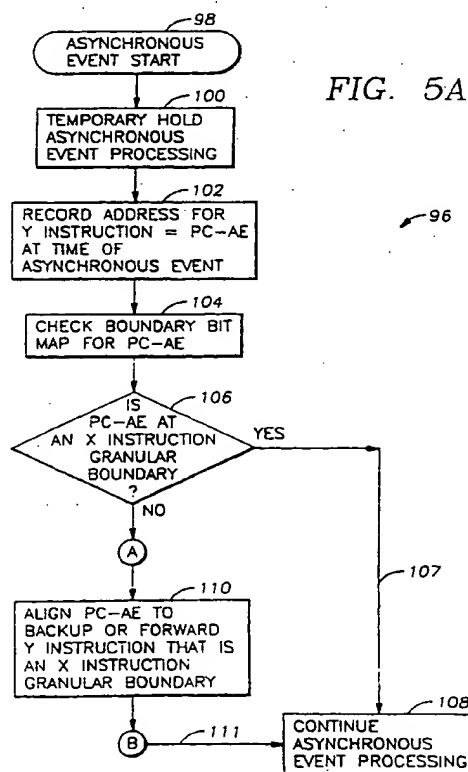 98
ASYNCHRONOUS
EVENT START
FIG. 5A
100
TEMPORARY HOLD
ASYNCHRONOUS
EVENT PROCESSING
102
RECORD ADDRESS FOR
Y INSTRUCTION = PC-AE
AT TIME OF
ASYNCHRONOUS EVENT
96
104
CHECK BOUNDARY BIT
MAP FOR PC-AE
106
IS
PC-AE AT
AN X INSTRUCTION
GRANULAR
BOUNDARY
?
YES
NO
A
107
110
ALIGN PC-AE TO
BACKUP OR FORWARD
Y INSTRUCTION THAT IS
AN X INSTRUCTION
GRANULAR BOUNDARY
108
B
111
CONTINUE
ASYNCHRONOUS
EVENT PROCESSING